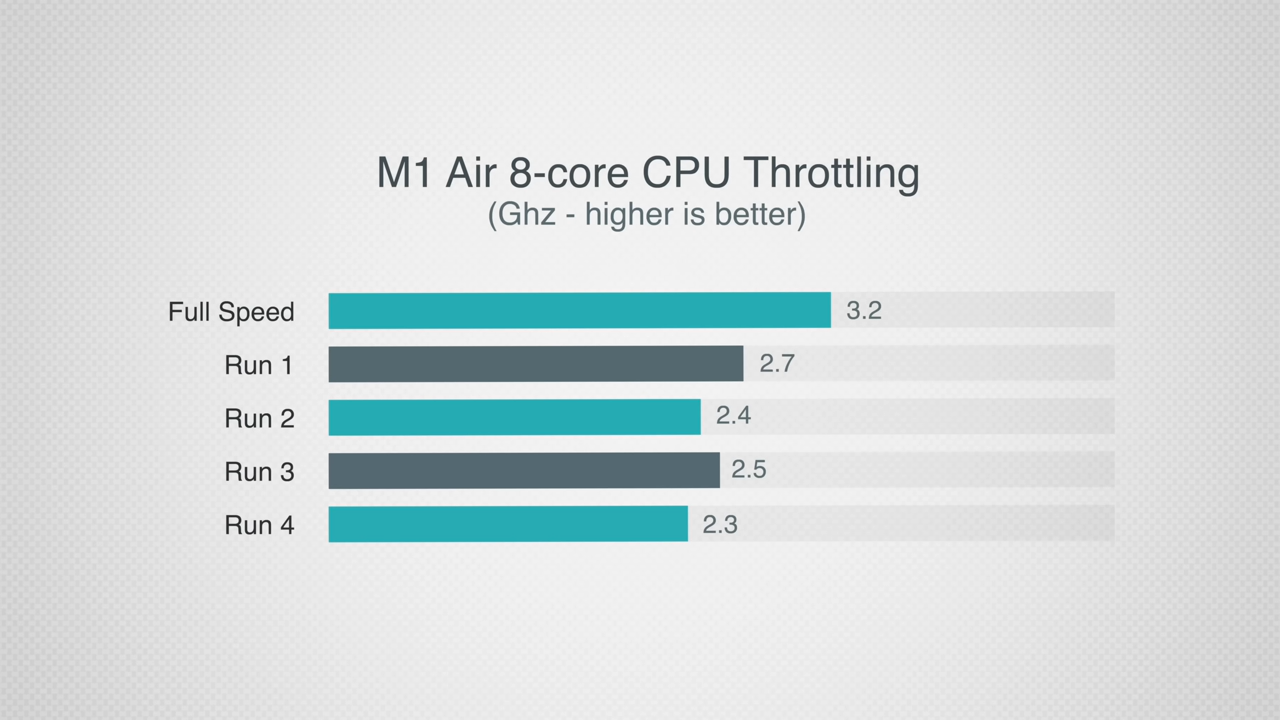 M1 Air 8-core CPU Throttling
(Ghz - higher is better)
Full Speed 3.2
Run 1 2.7
Run 2 2.4
Run 3 2.5
Run 4 2.3